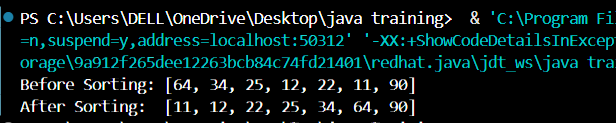 PS C:\Users\DELL\OneDrive\Desktop\java training>  & 'C:\Program Fi
=n,suspend=y,address=localhost:50312' '-XX:+ShowCodeDetailsInExcept
orage\9a912f265dee12263bcb84c74fd21401\redhat.java\jdt_ws\java tra
Before Sorting: [64, 34, 25, 12, 22, 11, 90]
After Sorting:  [11, 12, 22, 25, 34, 64, 90]